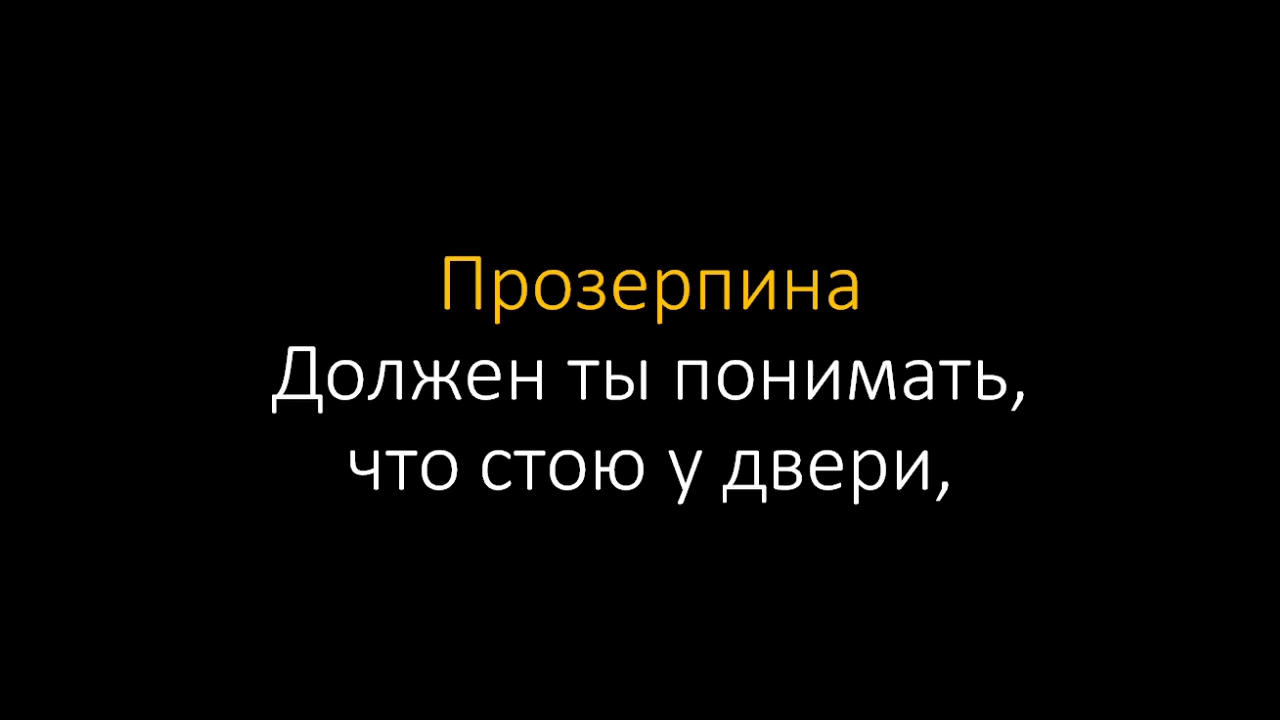 Прозерпина
Должен ты понимать,
что стою у двери,